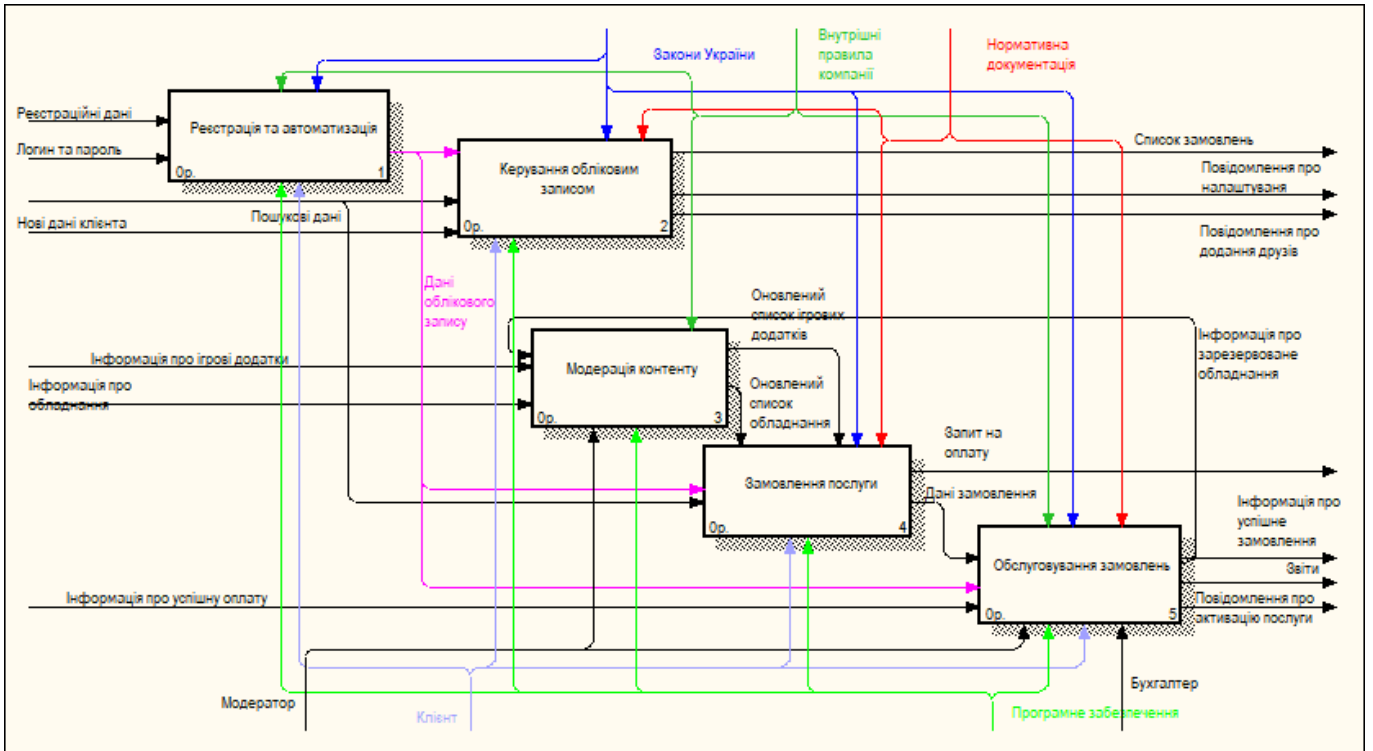 Закони України
Внутрішні
правила
компанії
Нормативна
документація
Реєстраційні дані
Логин та пароль
Реєстрація та автоматизація
0р.
1
Керування обліковим
записом
0р.
2
Список замовлень
Повідомлення про
налаштуваня
Повідомлення про
додання друзів
Пошукові дані
Нові дані клієнта
Дані
облікового
запису
Оновлений
список ігрових
додатків
Інформація про
зарезервоване
обладнання
Інформація про ігрові додатки
Інформація про
обладнання
Модерація контенту
0р.
3
Оновлений
список
обладнання
Замовлення послуги
0р.
4
Запит на
оплату
Дані замовлення
Інформація про
успішне
замовлення
Обслуговування замовлень
0р.
5
Звіти
Повідомлення про
активацію послуги
Інформація про успішну оплату
Модератор
Клієнт
Програмне забезпечення
Бухгалтер